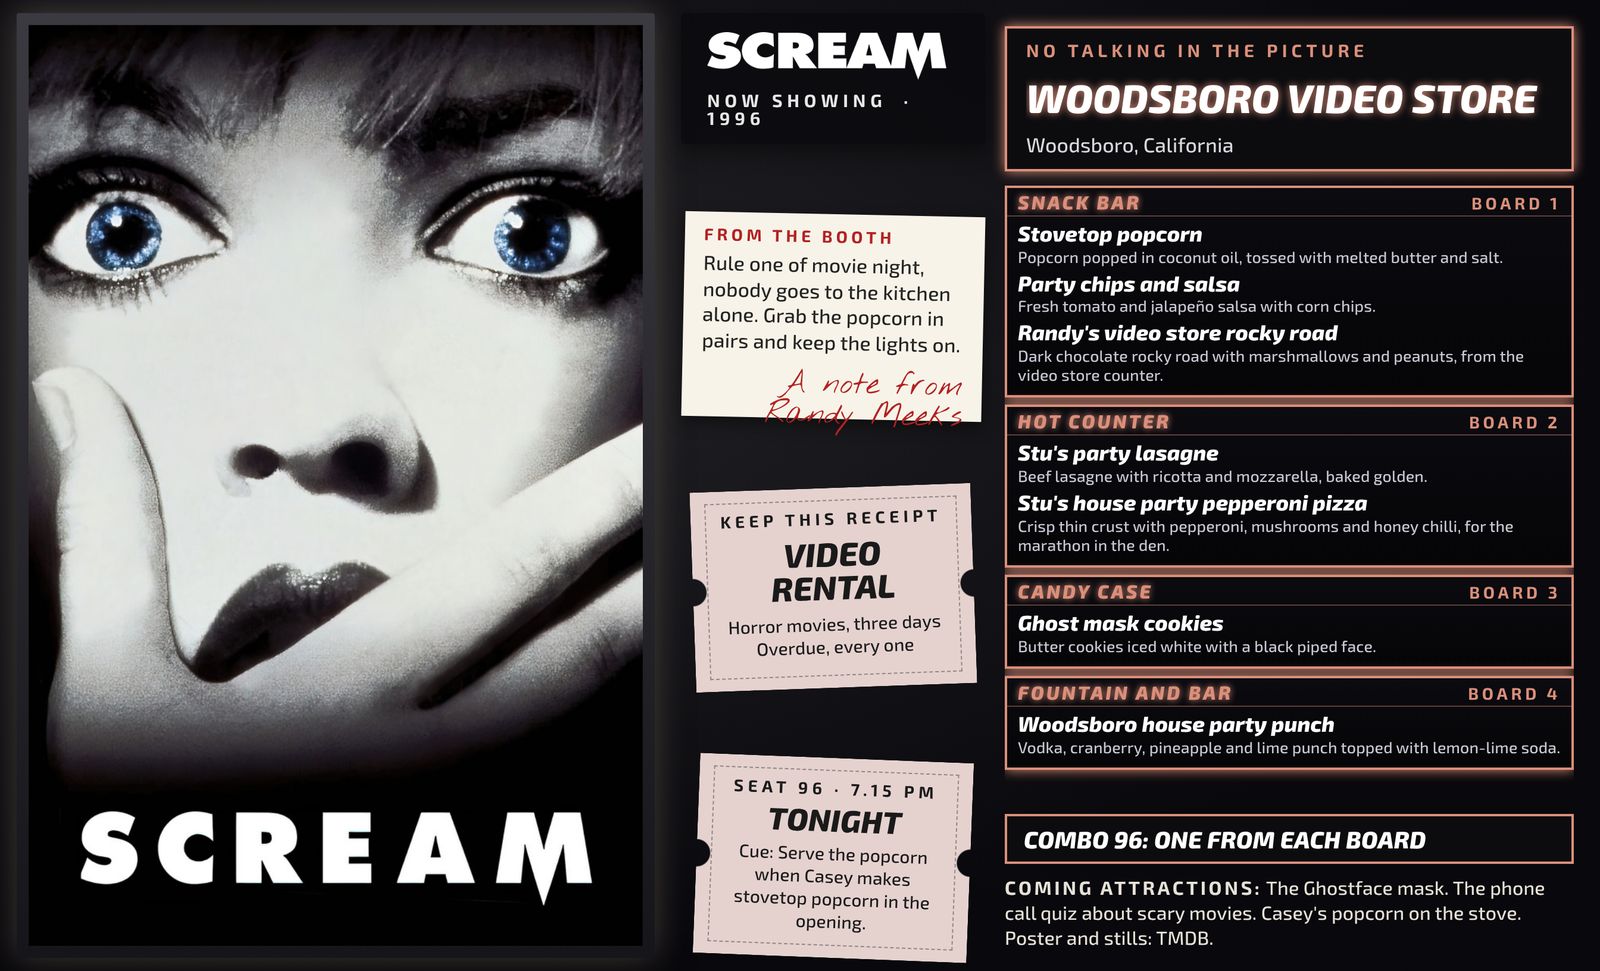 SCREAM
SCREAM
NOW SHOWING ·
1996
FROM THE BOOTH
Rule one of movie night,
nobody goes to the kitchen
alone. Grab the popcorn in
pairs and keep the lights on.
A note from
Randy Meeks
KEEP THIS RECEIPT
VIDEO
RENTAL
Horror movies, three days
Overdue, every one
SEAT 96 · 7.15 PM
TONIGHT
Cue: Serve the popcorn
when Casey makes
stovetop popcorn in the
opening.
NO TALKING IN THE PICTURE
WOODSBORO VIDEO STORE
Woodsboro, California
SNACK BAR BOARD 1
Stovetop popcorn
Popcorn popped in coconut oil, tossed with melted butter and salt.
Party chips and salsa
Fresh tomato and jalapeño salsa with corn chips.
Randy's video store rocky road
Dark chocolate rocky road with marshmallows and peanuts, from the
video store counter.
HOT COUNTER BOARD 2
Stu's party lasagne
Beef lasagne with ricotta and mozzarella, baked golden.
Stu's house party pepperoni pizza
Crisp thin crust with pepperoni, mushrooms and honey chilli, for the
marathon in the den.
CANDY CASE BOARD 3
Ghost mask cookies
Butter cookies iced white with a black piped face.
FOUNTAIN AND BAR BOARD 4
Woodsboro house party punch
Vodka, cranberry, pineapple and lime punch topped with lemon-lime soda.
COMBO 96: ONE FROM EACH BOARD
COMING ATTRACTIONS: The Ghostface mask. The phone
call quiz about scary movies. Casey's popcorn on the stove.
Poster and stills: TMDB.